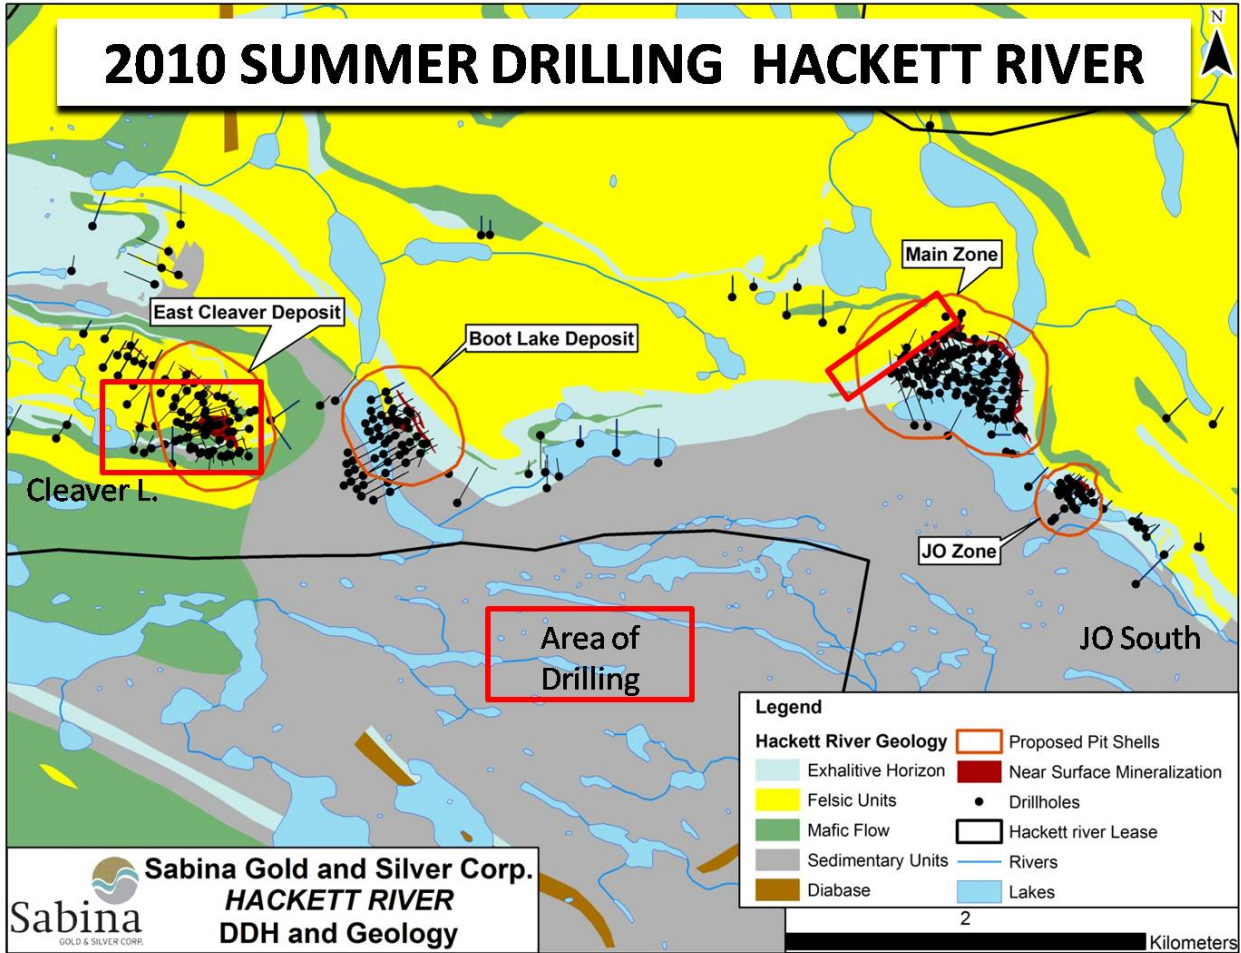 2010 SUMMER DRILLING HACKETT RIVER
N
Main Zone
East Cleaver Deposit
Boot Lake Deposit
Cleaver L.
JO Zone
Area of
Drilling
JO South
Legend
Hackett River Geology
Exhalitive Horizon
Felsic Units
Mafic Flow
Sedimentary Units
Diabase
Proposed Pit Shells
Near Surface Mineralization
Drillholes
Hackett river Lease
Rivers
Lakes
Sabina
GOLD & SILVER CORP.
Sabina Gold and Silver Corp.
HACKETT RIVER
DDH and Geology
2
Kilometers